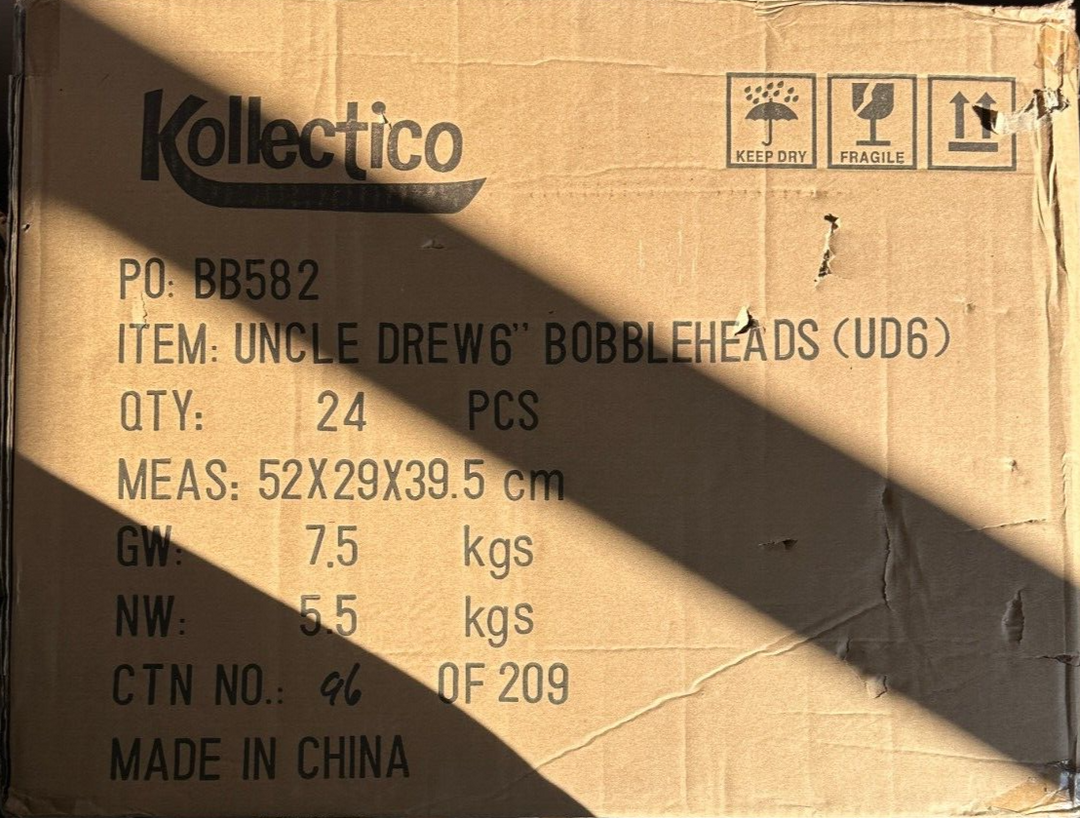 Kollectico
KEEP DRY
FRAGILE
PO: BB582
ITEM: UNCLE DREW6" BOBBLEHEADS (UD6)
QTY: 24 PCS
MEAS: 52X29X39.5 cm
GW: 7.5 kgs
NW: 5.5 kgs
CTN NO.: 96 OF 209
MADE IN CHINA